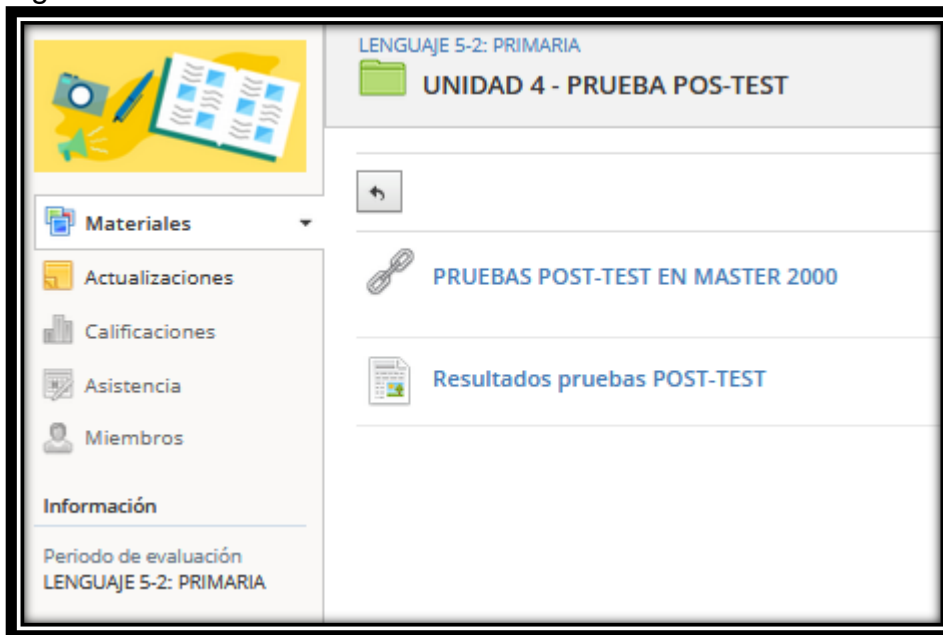 LENGUAJE 5-2: PRIMARIA
UNIDAD 4 - PRUEBA POS-TEST
Materiales
Actualizaciones
Calificaciones
Asistencia
Miembros
Información
Periodo de evaluación
LENGUAJE 5-2: PRIMARIA
PRUEBAS POST-TEST EN MASTER 2000
Resultados pruebas POST-TEST